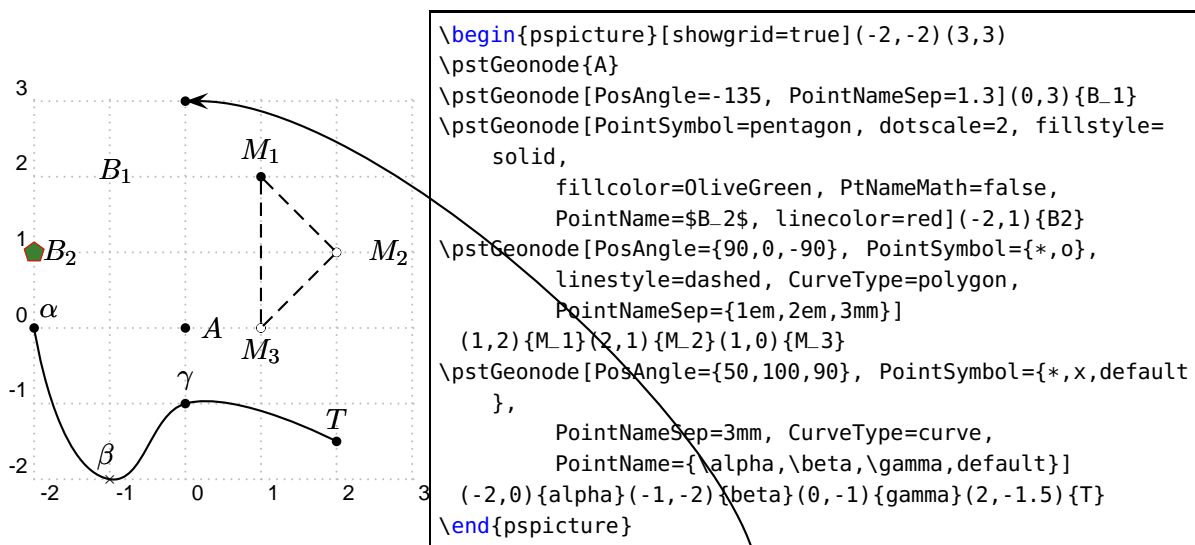 3
2
1
0
-1
-2
-2 -1 0 1 2 3
M₁
B₁
B₂
M₂
α
A
M₃
γ
T
β
\begin{pspicture}[showgrid=true](-2,-2)(3,3)
\pstGeonode{A}
\pstGeonode[PosAngle=-135, PointNameSep=1.3](0,3){B_1}
\pstGeonode[PointSymbol=pentagon, dotscale=2, fillstyle=
solid,
fillcolor=OliveGreen, PtNameMath=false,
PointName=$B_2$, linecolor=red](-2,1){B2}
\pstGeonode[PosAngle={90,0,-90}, PointSymbol={*,o},
linestyle=dashed, CurveType=polygon,
PointNameSep={1em,2em,3mm}]
(1,2){M_1}(2,1){M_2}(1,0){M_3}
\pstGeonode[PosAngle={50,100,90}, PointSymbol={*,x,default
},
PointNameSep=3mm, CurveType=curve,
PointName={\alpha,\beta,\gamma,default}]
(-2,0){alpha}(-1,-2){beta}(0,-1){gamma}(2,-1.5){T}
\end{pspicture}